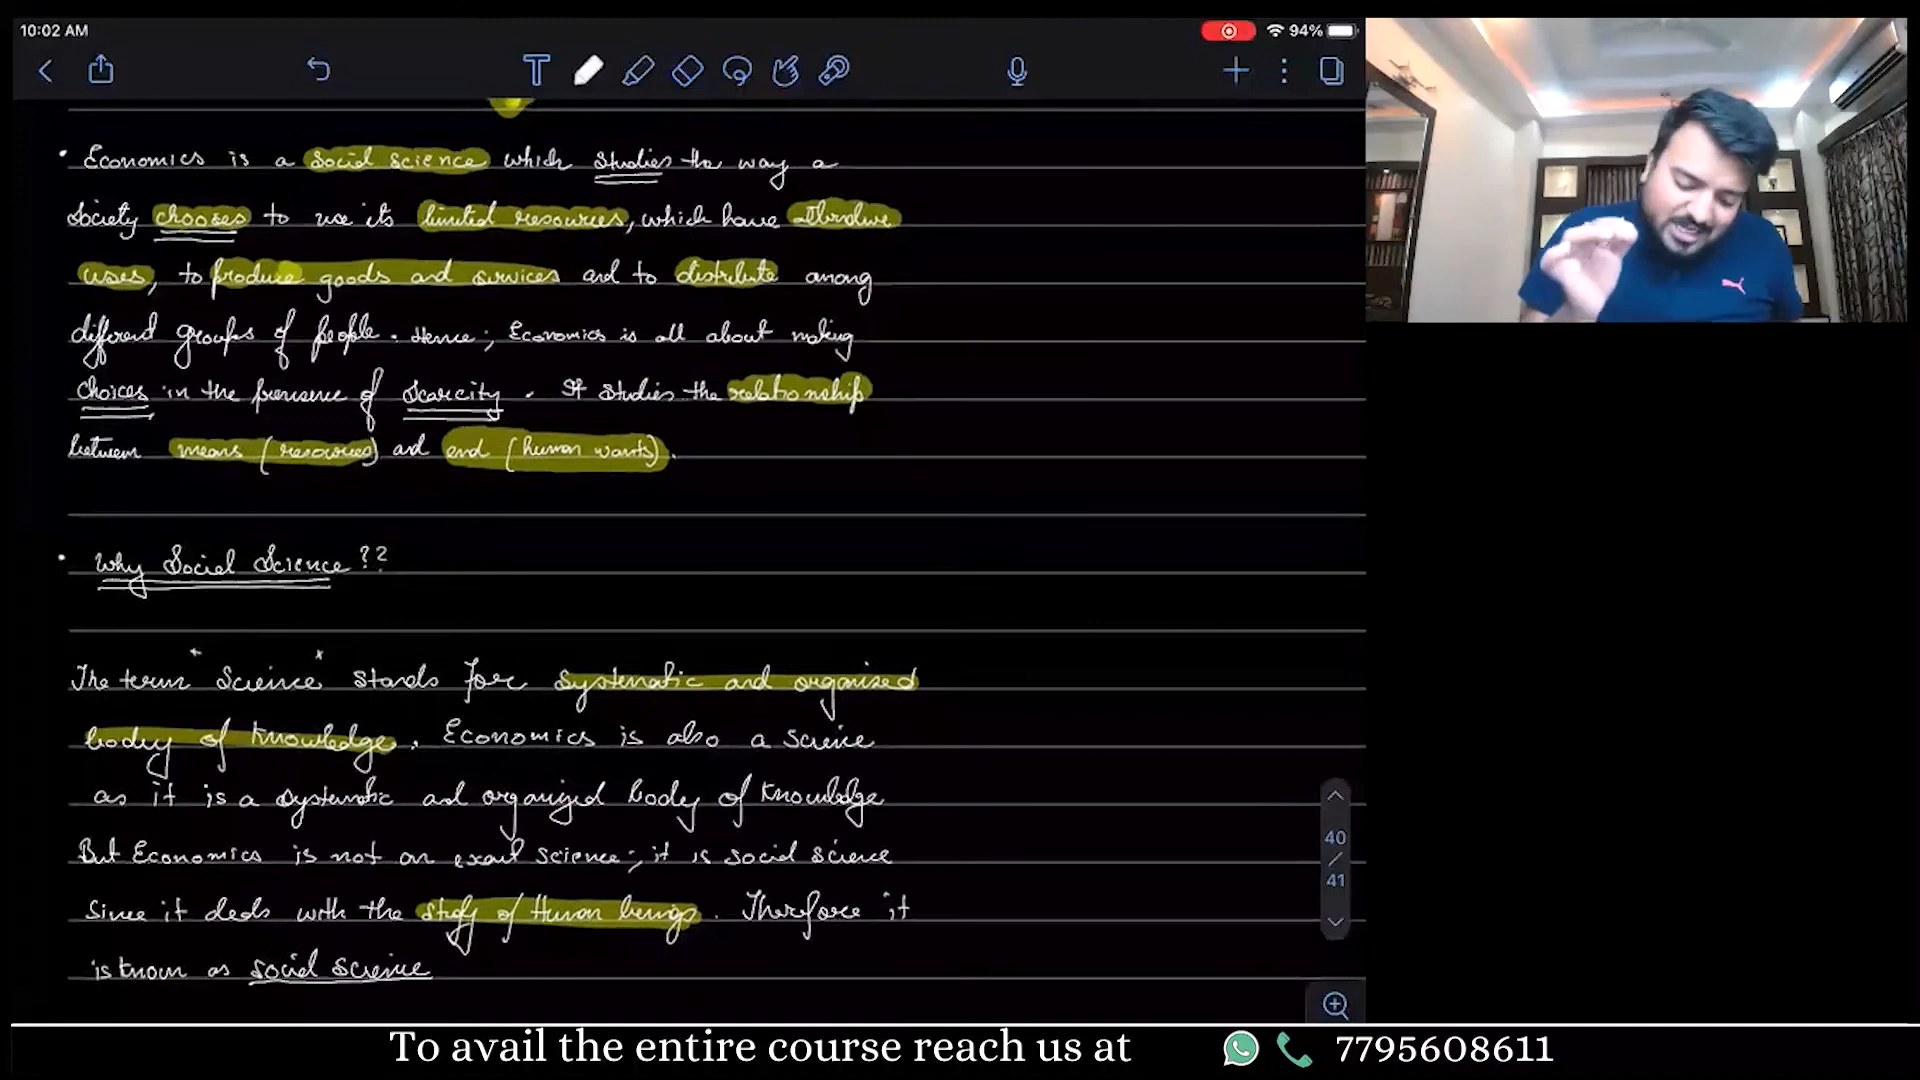 10:02 AM
94%
T
• Economics is a social science which studies the way a
society chooses to use its limited resources, which have
uses, to produce goods and services and to distribute among
different groups of people. Hence; Economics is all about making
choices in the presence of scarcity. It studies the relationship
between means (resources) and end (human wants).
• Why Social Science??
The term "Science" stands for systematic and organised
body of knowledge. Economics is also a science
as it is a systematic and organized body of knowledge
But Economics is not an exact science; it is social science
Since it deals with the study of Human beings. Therefore it
is known as social science
40
/
41
To avail the entire course reach us at 7795608611